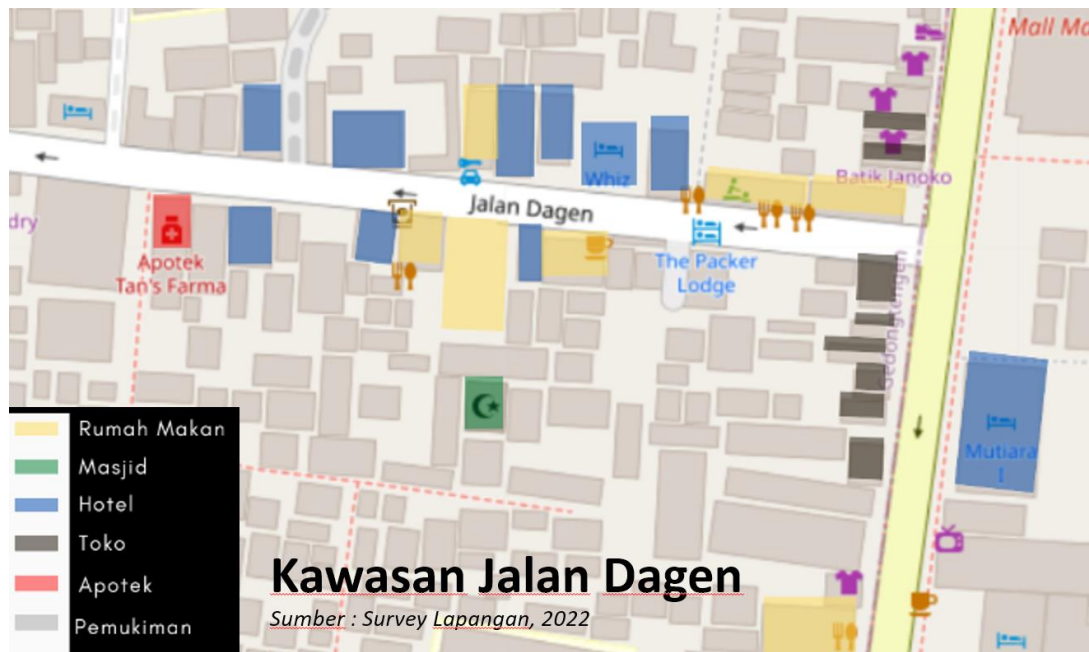 Mall Ma
Batik Janoko
Whiz
Jalan Dagen
dry
Apotek
Tan's Farma
The Packer
Lodge
Gedongtengen
Mutiara
I
Rumah Makan
Masjid
Hotel
Toko
Apotek
Pemukiman
Kawasan Jalan Dagen
Sumber : Survey Lapangan, 2022